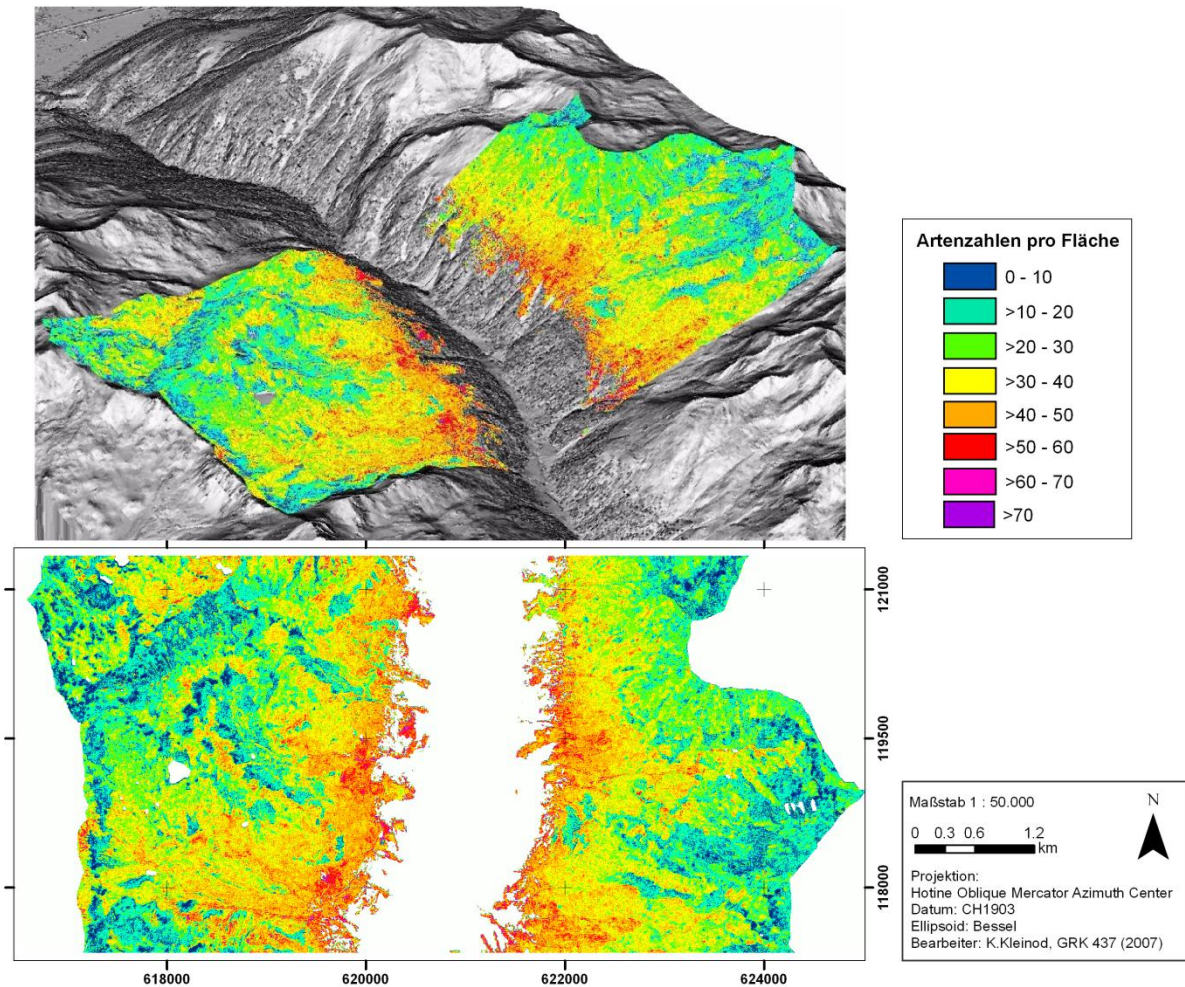 Artenzahlen pro Fläche
0 - 10
>10 - 20
>20 - 30
>30 - 40
>40 - 50
>50 - 60
>60 - 70
>70
121000
119500
118000
618000
620000
622000
624000
Maßstab 1 : 50.000
N
0 0.3 0.6 1.2
km
Projektion:
Hotine Oblique Mercator Azimuth Center
Datum: CH1903
Ellipsoid: Bessel
Bearbeiter: K.Kleinod, GRK 437 (2007)